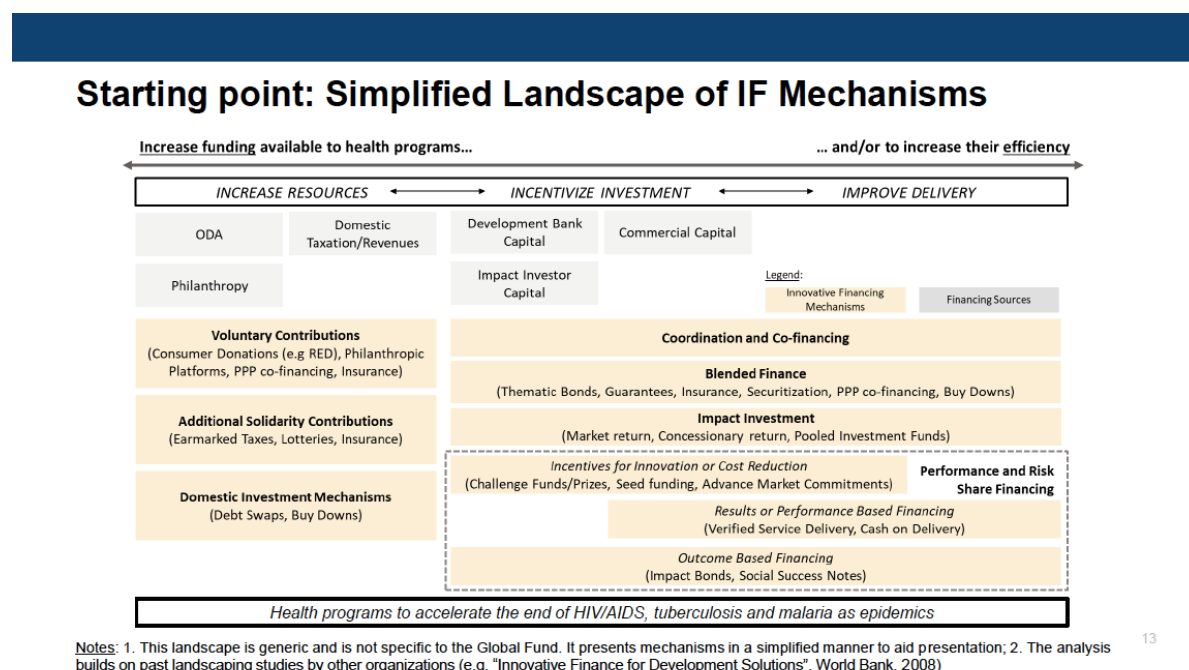 Starting point: Simplified Landscape of IF Mechanisms
Increase funding available to health programs...
... and/or to increase their efficiency
INCREASE RESOURCES
INCENTIVIZE INVESTMENT
IMPROVE DELIVERY
ODA
Domestic
Taxation/Revenues
Development Bank
Capital
Commercial Capital
Philanthropy
Impact Investor
Capital
Legend:
Innovative Financing
Mechanisms
Financing Sources
Voluntary Contributions
(Consumer Donations (e.g RED), Philanthropic
Platforms, PPP co-financing, Insurance)
Additional Solidarity Contributions
(Earmarked Taxes, Lotteries, Insurance)
Domestic Investment Mechanisms
(Debt Swaps, Buy Downs)
Coordination and Co-financing
Blended Finance
(Thematic Bonds, Guarantees, Insurance, Securitization, PPP co-financing, Buy Downs)
Impact Investment
(Market return, Concessionary return, Pooled Investment Funds)
Incentives for Innovation or Cost Reduction
(Challenge Funds/Prizes, Seed funding, Advance Market Commitments)
Performance and Risk
Share Financing
Results or Performance Based Financing
(Verified Service Delivery, Cash on Delivery)
Outcome Based Financing
(Impact Bonds, Social Success Notes)
Health programs to accelerate the end of HIV/AIDS, tuberculosis and malaria as epidemics
13
Notes: 1. This landscape is generic and is not specific to the Global Fund. It presents mechanisms in a simplified manner to aid presentation; 2. The analysis
builds on past landscaping studies by other organizations (e.g. “Innovative Finance for Development Solutions”, World Bank, 2008)